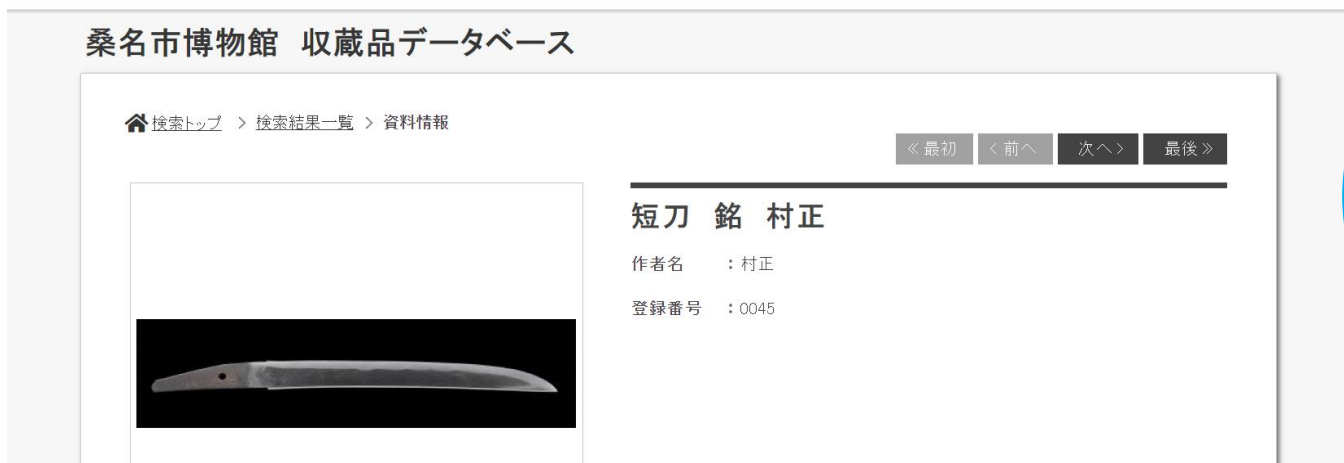 桑名市博物館　収蔵品データベース
検索トップ > 検索結果一覧 > 資料情報
≪最初 <前へ 次へ> 最後≫
短刀　銘　村正
作者名　：村正
登録番号　：0045